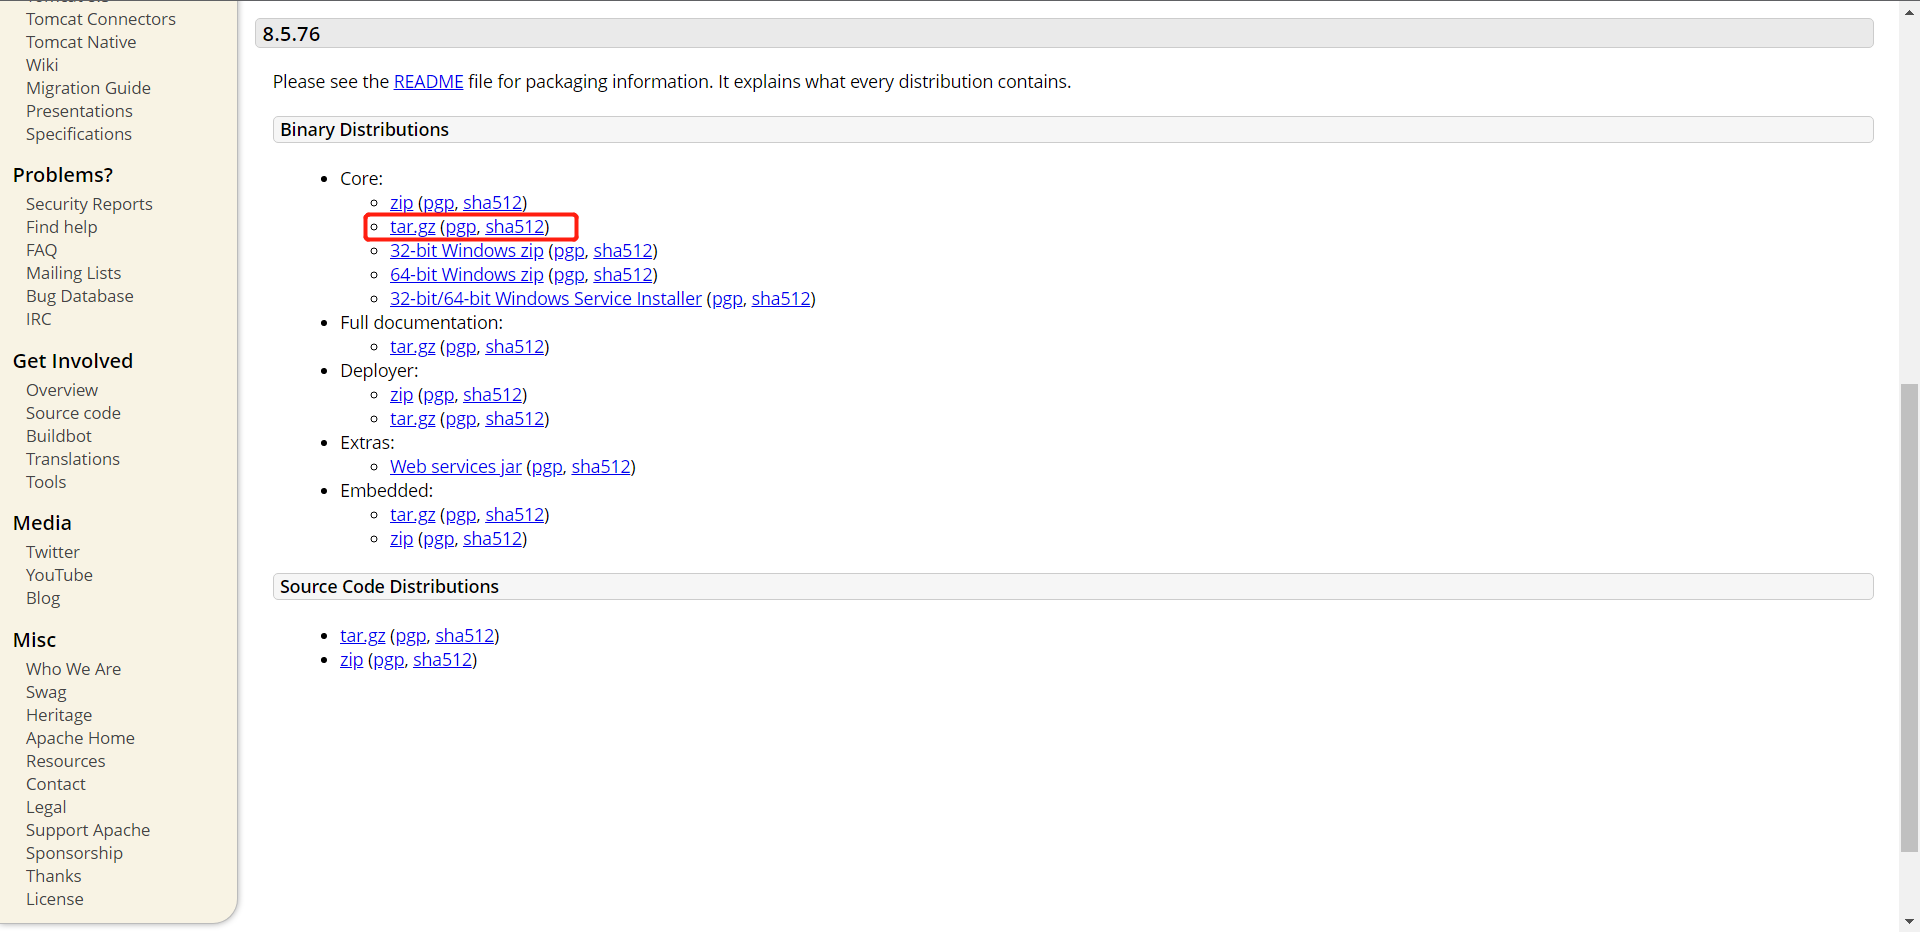 Tomcat Connectors
Tomcat Native
Wiki
Migration Guide
Presentations
Specifications
Problems?
Security Reports
Find help
FAQ
Mailing Lists
Bug Database
IRC
Get Involved
Overview
Source code
Buildbot
Translations
Tools
Media
Twitter
YouTube
Blog
Misc
Who We Are
Swag
Heritage
Apache Home
Resources
Contact
Legal
Support Apache
Sponsorship
Thanks
License
8.5.76
Please see the README file for packaging information. It explains what every distribution contains.
Binary Distributions
Core:
zip (pgp, sha512)
tar.gz (pgp, sha512)
32-bit Windows zip (pgp, sha512)
64-bit Windows zip (pgp, sha512)
32-bit/64-bit Windows Service Installer (pgp, sha512)
Full documentation:
tar.gz (pgp, sha512)
Deployer:
zip (pgp, sha512)
tar.gz (pgp, sha512)
Extras:
Web services jar (pgp, sha512)
Embedded:
tar.gz (pgp, sha512)
zip (pgp, sha512)
Source Code Distributions
tar.gz (pgp, sha512)
zip (pgp, sha512)